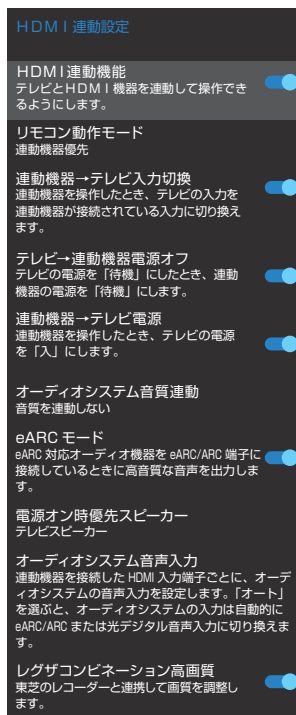 ＨＤＭＩ連動設定
HDMI連動機能
テレビとＨＤＭＩ機器を連動して操作でき
るようにします。
リモコン動作モード
連動機器優先
連動機器→テレビ入力切換
連動機器を操作したとき、テレビの入力を
連動機器が接続されている入力に切り換え
ます。
テレビ→連動機器電源オフ
テレビの電源を「待機」にしたとき、連動
機器の電源を「待機」にします。
連動機器→テレビ電源
連動機器を操作したとき、テレビの電源
を「入」にします。
オーディオシステム音質連動
音質を連動しない
eARC モード
eARC 対応オーディオ機器を eARC/ARC 端子に
接続しているときに高音質な音声を出力しま
す。
電源オン時優先スピーカー
テレビスピーカー
オーディオシステム音声入力
連動機器を接続した HDMI 入力端子ごとに、オーデ
ィオシステムの音声入力を設定します。「オート」
を選ぶと、オーディオシステムの入力は自動的に
eARC/ARC または光デジタル音声入力に切り換えま
す。
レグザコンビネーション高画質
東芝のレコーダーと連携して画質を調整し
ます。